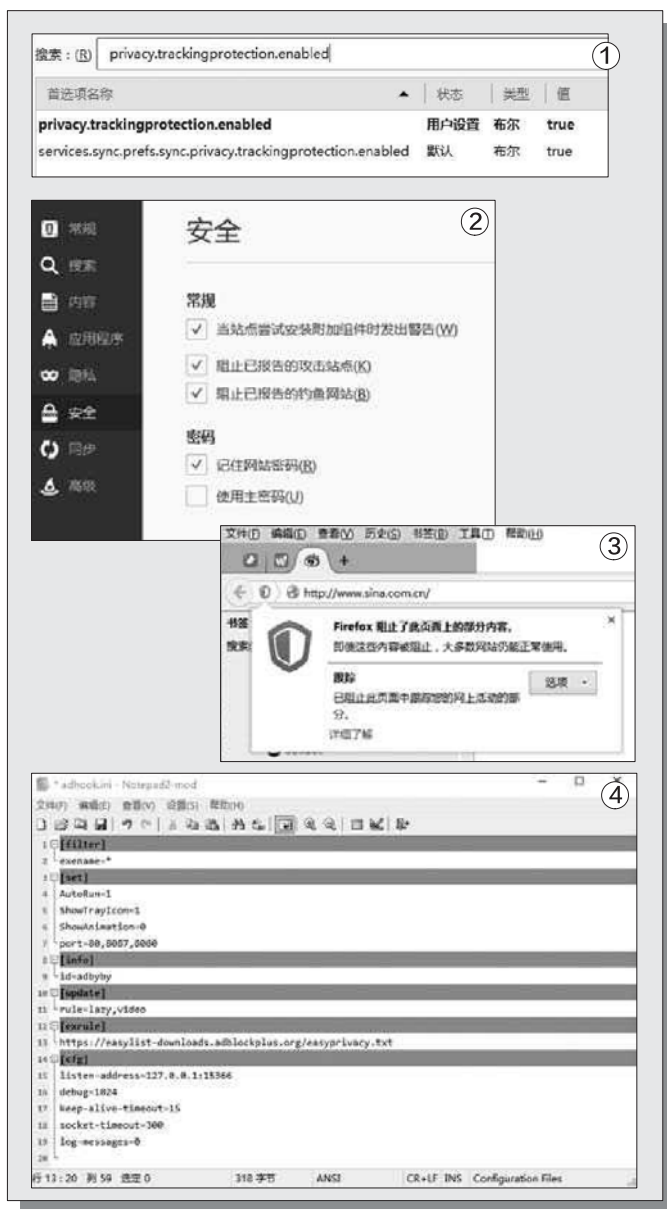 搜索：(R) privacy.trackingprotection.enabled
①
首选项名称 ▲ 状态 类型 值
privacy.trackingprotection.enabled 用户设置 布尔 true
services.sync.prefs.sync.privacy.trackingprotection.enabled 默认 布尔 true
②
常规
搜索
内容
应用程序
隐私
安全
同步
高级
安全
常规
当站点尝试安装附加组件时发出警告(W)
阻止已报告的攻击站点(K)
阻止已报告的钓鱼网站(B)
密码
记住网站密码(R)
使用主密码(U)
③
文件(F) 编辑(E) 查看(V) 历史(S) 书签(B) 工具(T) 帮助(H)
http://www.sina.com.cn/
书签
搜索:
Firefox 阻止了此页面上的部分内容。
即使这些内容被阻止，大多数网站仍能正常使用。
跟踪
已阻止此页面中跟踪您的网上活动的部
分。
详细了解
选项
④
* adhook.ini - Notepad2-mod
文件(F) 编辑(E) 查看(V) 设置(S) 帮助(H)
1 [filter]
2 exename=*
3 [set]
4 AutoRun=1
5 ShowTrayIcon=1
6 ShowAnimation=0
7 port=80,8087,8000
8 [info]
9 id=adbyby
10 [update]
11 rule=lazy,video
12 [exrule]
13 https://easylist-downloads.adblockplus.org/easyprivacy.txt
14 [cfg]
15 listen-address=127.0.0.1:15366
16 debug=1024
17 keep-alive-timeout=15
18 socket-timeout=300
19 log-messages=0
20
行 13:20 列 59 选定 0 318 字节 ANSI CR+LF INS Configuration Files